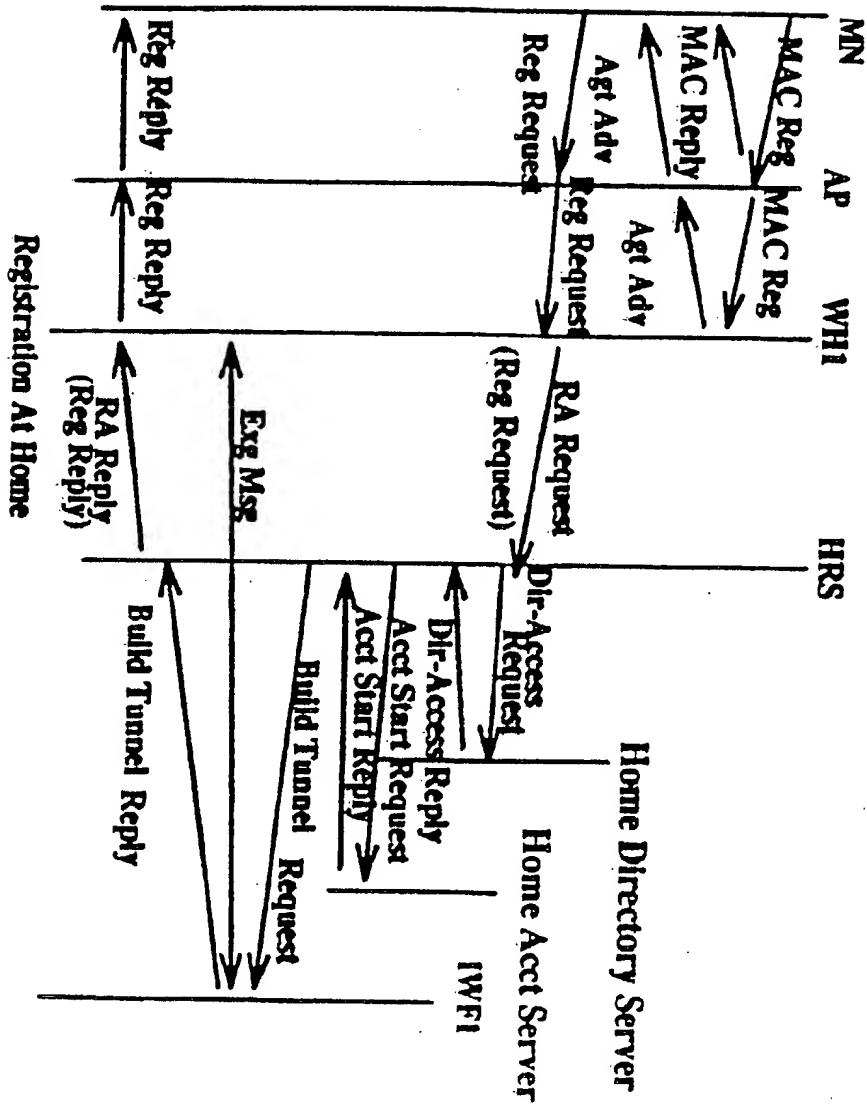 MN
AP
WH1
HRS
Home Directory Server
Home Acct Server
IWF1
MAC Reg
MAC Reg
MAC Reply
Agt Adv
Agt Adv
Reg Request
Reg Request
RA Request
(Reg Request)
Dir-Access
Request
Dir-Access Reply
Acct Start Request
Acct Start Reply
Build Tunnel Request
Exg Msg
Build Tunnel Reply
RA Reply
(Reg Reply)
Reg Reply
Reg Reply
Registration At Home